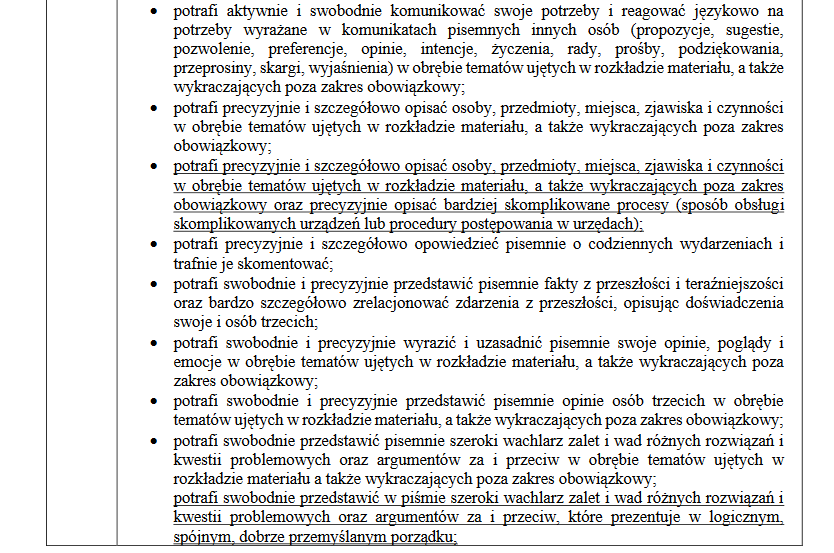 • potrafi aktywnie i swobodnie komunikować swoje potrzeby i reagować językowo na
potrzeby wyrażane w komunikatach pisemnych innych osób (propozycje, sugestie,
pozwolenie, preferencje, opinie, intencje, życzenia, rady, prośby, podziękowania,
przeprosiny, skargi, wyjaśnienia) w obrębie tematów ujętych w rozkładzie materiału, a także
wykraczających poza zakres obowiązkowy;
• potrafi precyzyjnie i szczegółowo opisać osoby, przedmioty, miejsca, zjawiska i czynności
w obrębie tematów ujętych w rozkładzie materiału, a także wykraczających poza zakres
obowiązkowy;
• potrafi precyzyjnie i szczegółowo opisać osoby, przedmioty, miejsca, zjawiska i czynności
w obrębie tematów ujętych w rozkładzie materiału, a także wykraczających poza zakres
obowiązkowy oraz precyzyjnie opisać bardziej skomplikowane procesy (sposób obsługi
skomplikowanych urządzeń lub procedury postępowania w urzędach);
• potrafi precyzyjnie i szczegółowo opowiedzieć pisemnie o codziennych wydarzeniach i
trafnie je skomentować;
• potrafi swobodnie i precyzyjnie przedstawić pisemnie fakty z przeszłości i teraźniejszości
oraz bardzo szczegółowo zrelacjonować zdarzenia z przeszłości, opisując doświadczenia
swoje i osób trzecich;
• potrafi swobodnie i precyzyjnie wyrazić i uzasadnić pisemnie swoje opinie, poglądy i
emocje w obrębie tematów ujętych w rozkładzie materiału, a także wykraczających poza
zakres obowiązkowy;
• potrafi swobodnie i precyzyjnie przedstawić pisemnie opinie osób trzecich w obrębie
tematów ujętych w rozkładzie materiału, a także wykraczających poza zakres obowiązkowy;
• potrafi swobodnie przedstawić pisemnie szeroki wachlarz zalet i wad różnych rozwiązań i
kwestii problemowych oraz argumentów za i przeciw w obrębie tematów ujętych w
rozkładzie materiału a także wykraczających poza zakres obowiązkowy;
potrafi swobodnie przedstawić w piśmie szeroki wachlarz zalet i wad różnych rozwiązań i
kwestii problemowych oraz argumentów za i przeciw, które prezentuje w logicznym,
spójnym, dobrze przemyślanym porządku;